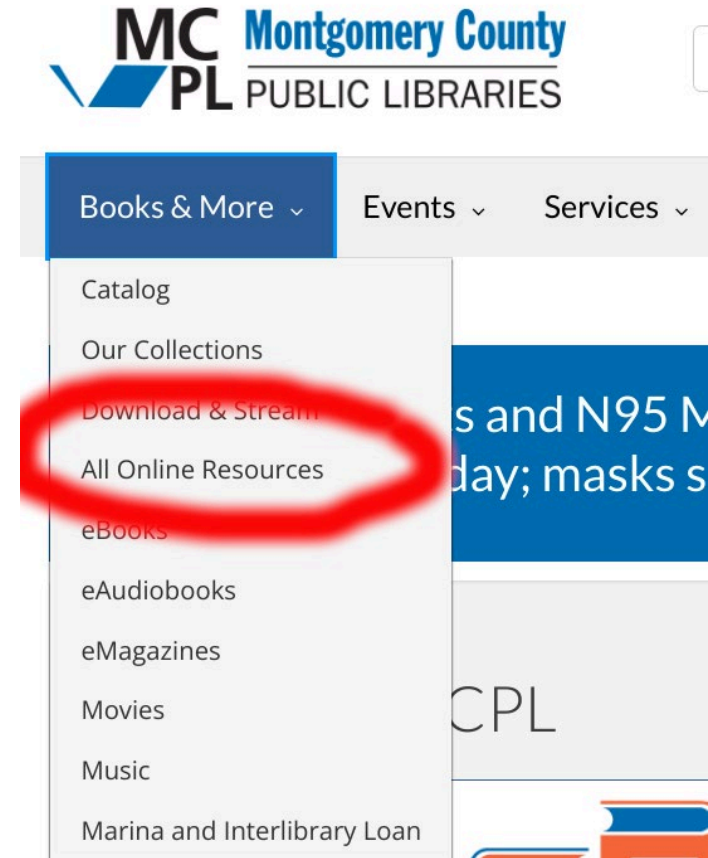 MC Montgomery County
PL PUBLIC LIBRARIES
Books & More Events Services
Catalog
Our Collections
Download & Stream
s and N95 M
All Online Resources
day; masks s
eBooks
eAudiobooks
eMagazines
Movies
CPL
Music
Marina and Interlibrary Loan